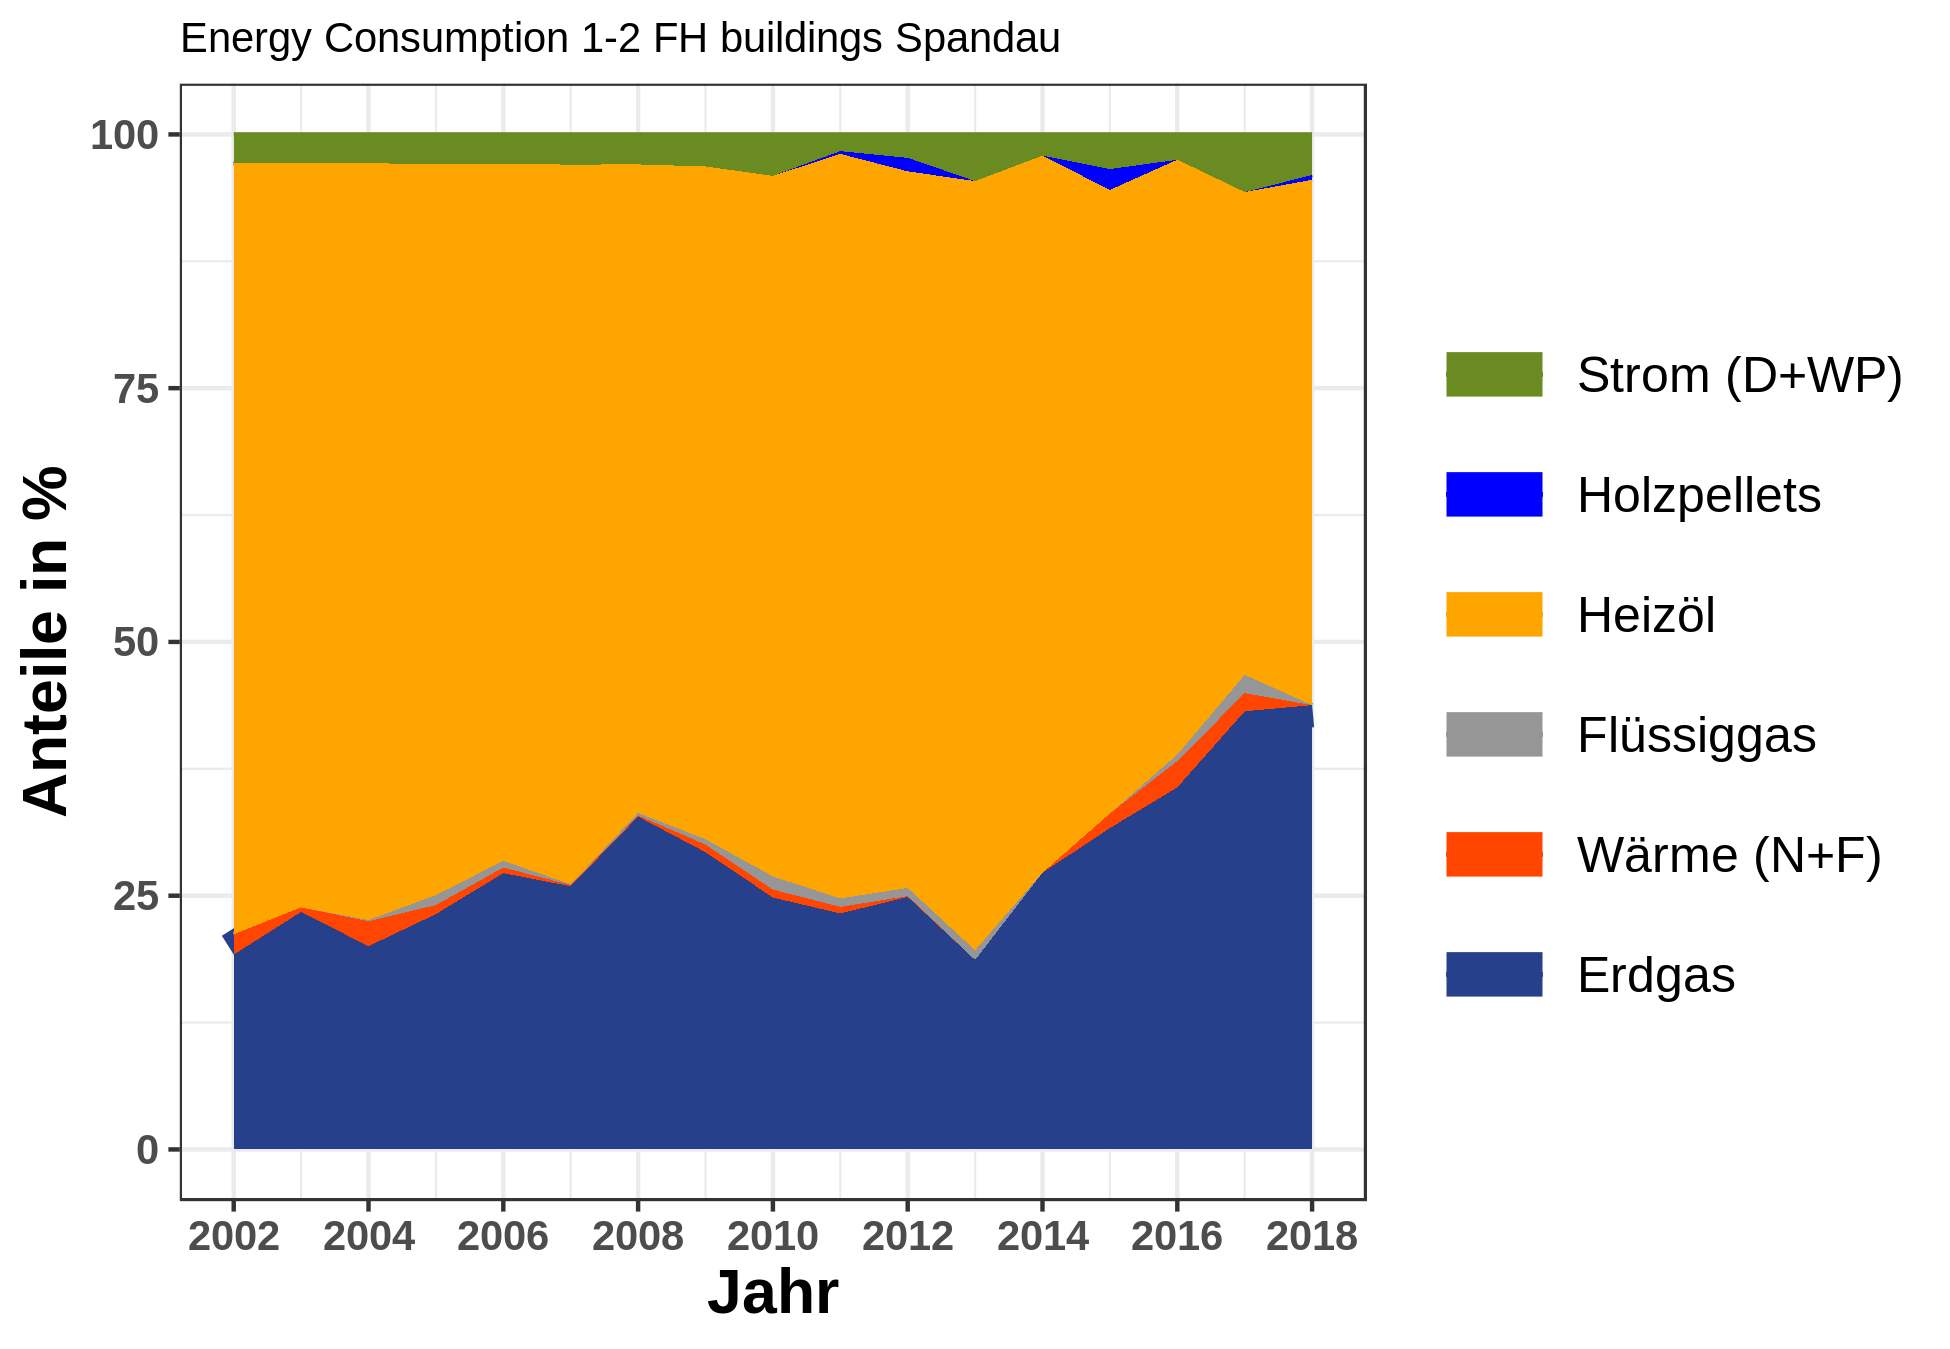 Energy Consumption 1-2 FH buildings Spandau
100
75
50
25
0
Anteile in %
2002 2004 2006 2008 2010 2012 2014 2016 2018
Jahr
Strom (D+WP)
Holzpellets
Heizöl
Flüssiggas
Wärme (N+F)
Erdgas